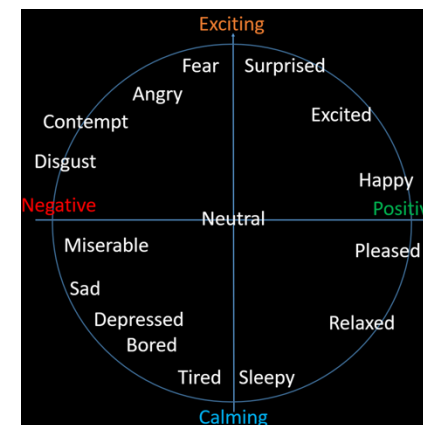 Exciting
Fear Surprised
Angry
Excited
Contempt
Disgust
Happy
Negative
Positiv
Neutral
Miserable
Pleased
Sad
Depressed
Relaxed
Bored
Tired Sleepy
Calming